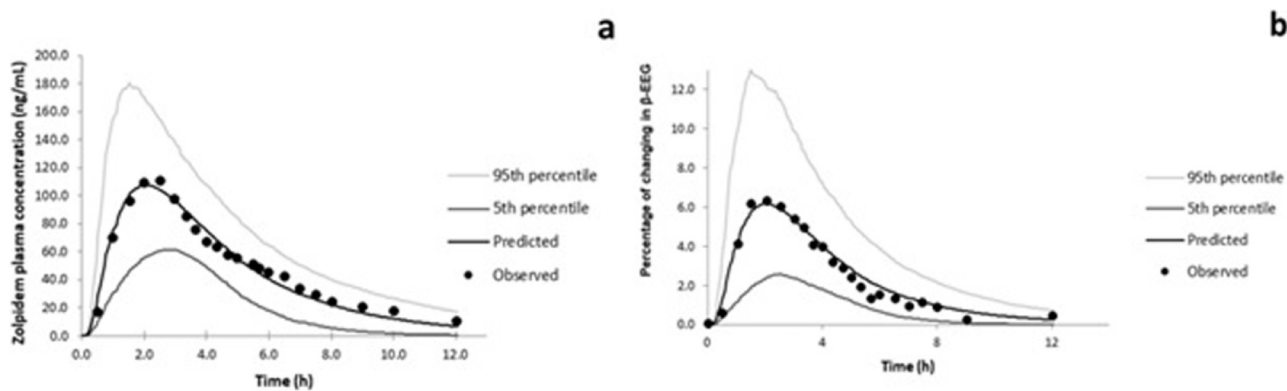 a
200.0
180.0
160.0
140.0
120.0
100.0
80.0
60.0
40.0
20.0
0.0
Zolpidem plasma concentration (ng/mL)
0.0 2.0 4.0 6.0 8.0 10.0 12.0
Time (h)
95th percentile
5th percentile
Predicted
Observed
b
12.0
10.0
8.0
6.0
4.0
2.0
0.0
Percentage of changing in β-EEG
0 4 8 12
Time (h)
95th percentile
5th percentile
Predicted
Observed